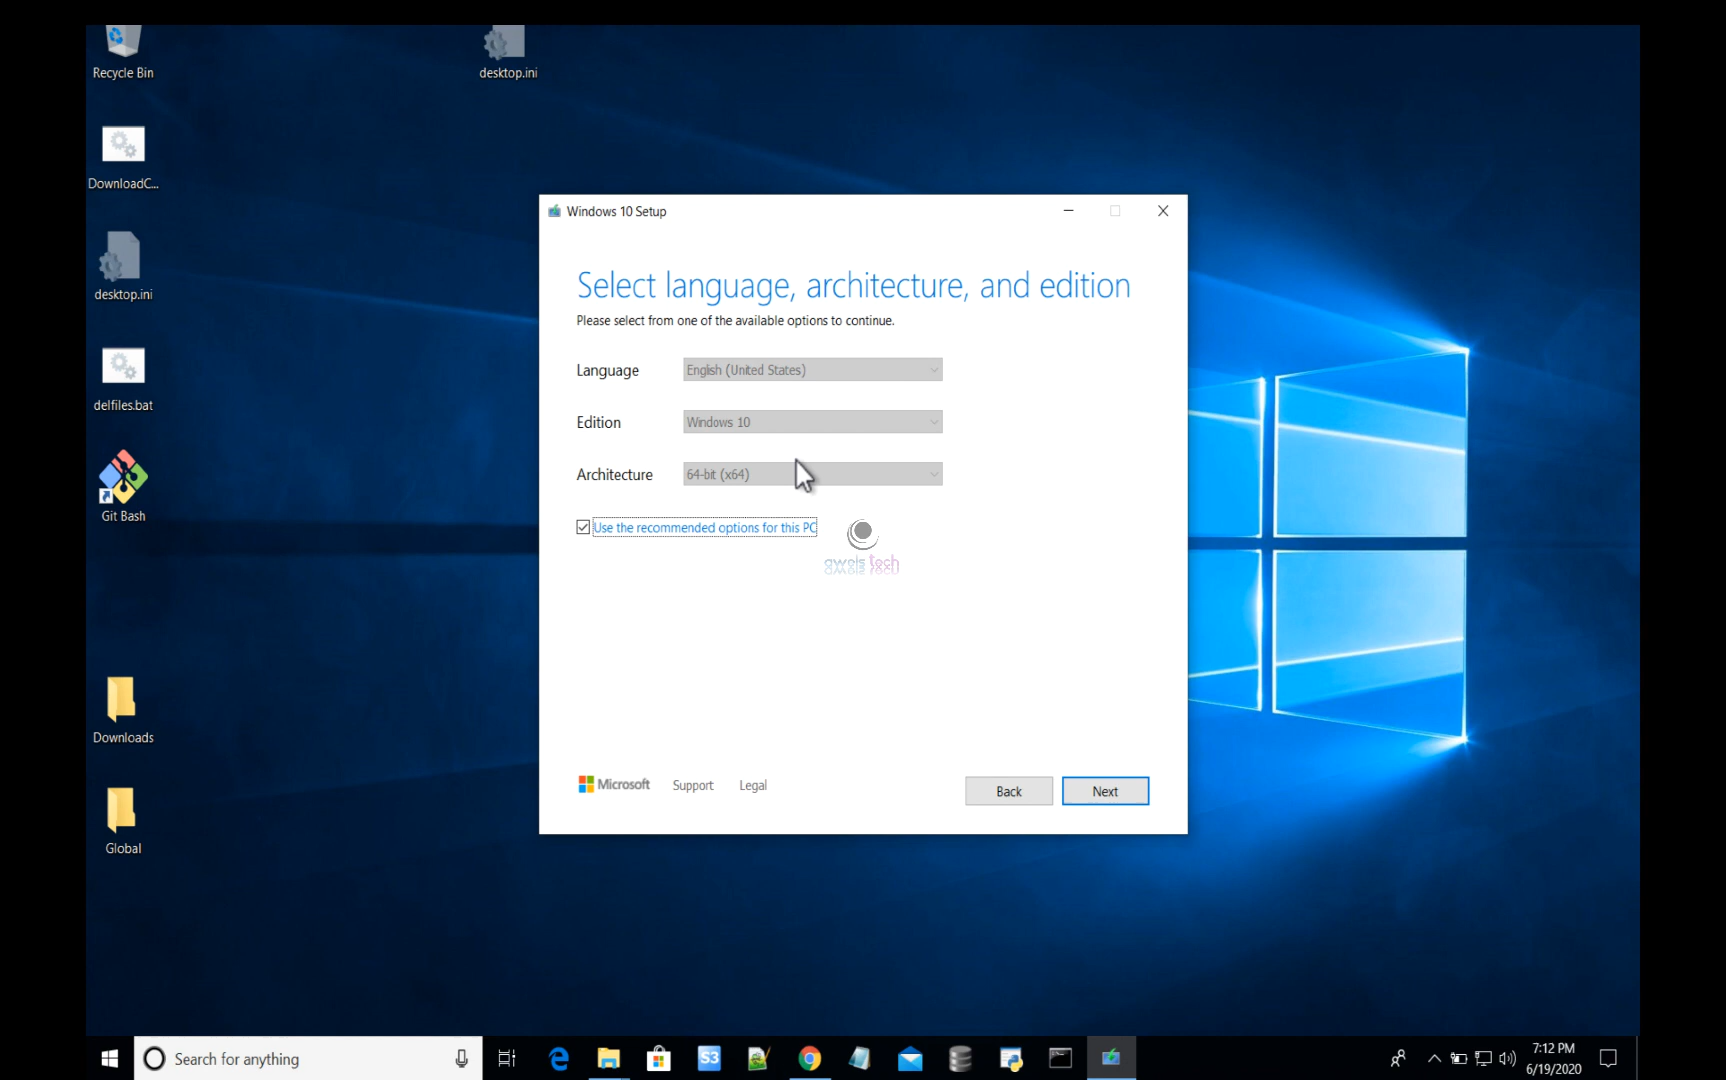 Recycle Bin
desktop.ini
DownloadC...
desktop.ini
delfiles.bat
Git Bash
Downloads
Global
Windows 10 Setup
Select language, architecture, and edition
Please select from one of the available options to continue.
Language English (United States)
Edition Windows 10
Architecture 64-bit (x64)
Use the recommended options for this PC
Microsoft Support Legal
Back Next
Search for anything
S3
7:12 PM
6/19/2020